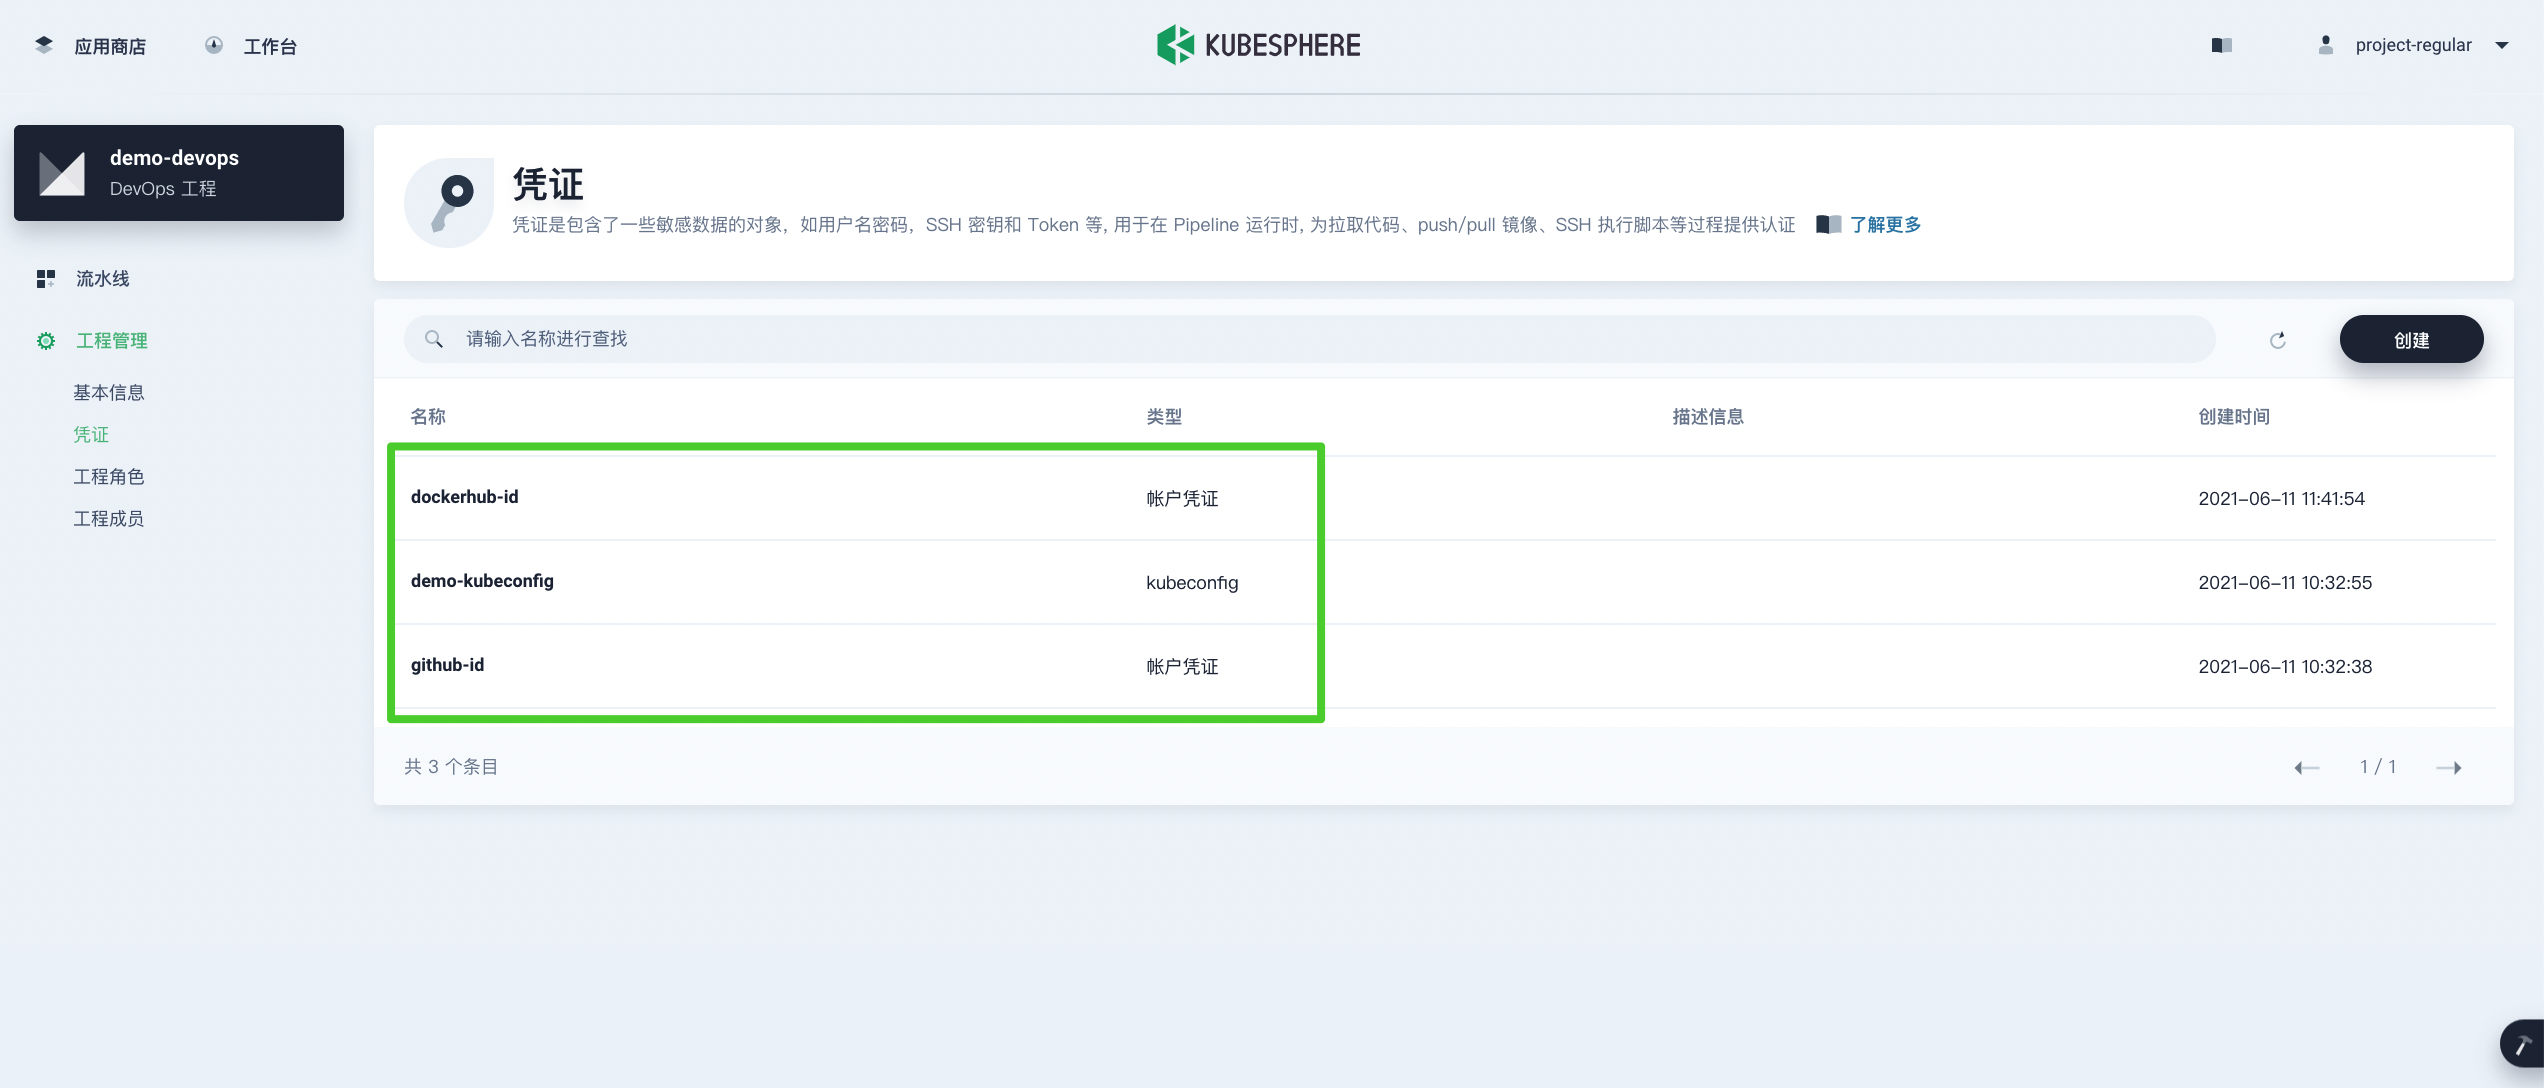 应用商店 工作台 KUBESPHERE project-regular
demo-devops
DevOps 工程
流水线
工程管理
基本信息
凭证
工程角色
工程成员
凭证
凭证是包含了一些敏感数据的对象，如用户名密码，SSH 密钥和 Token 等, 用于在 Pipeline 运行时, 为拉取代码、push/pull 镜像、SSH 执行脚本等过程提供认证 了解更多
请输入名称进行查找 创建
名称 类型 描述信息 创建时间
dockerhub-id 帐户凭证 2021-06-11 11:41:54
demo-kubeconfig kubeconfig 2021-06-11 10:32:55
github-id 帐户凭证 2021-06-11 10:32:38
共 3 个条目 1 / 1